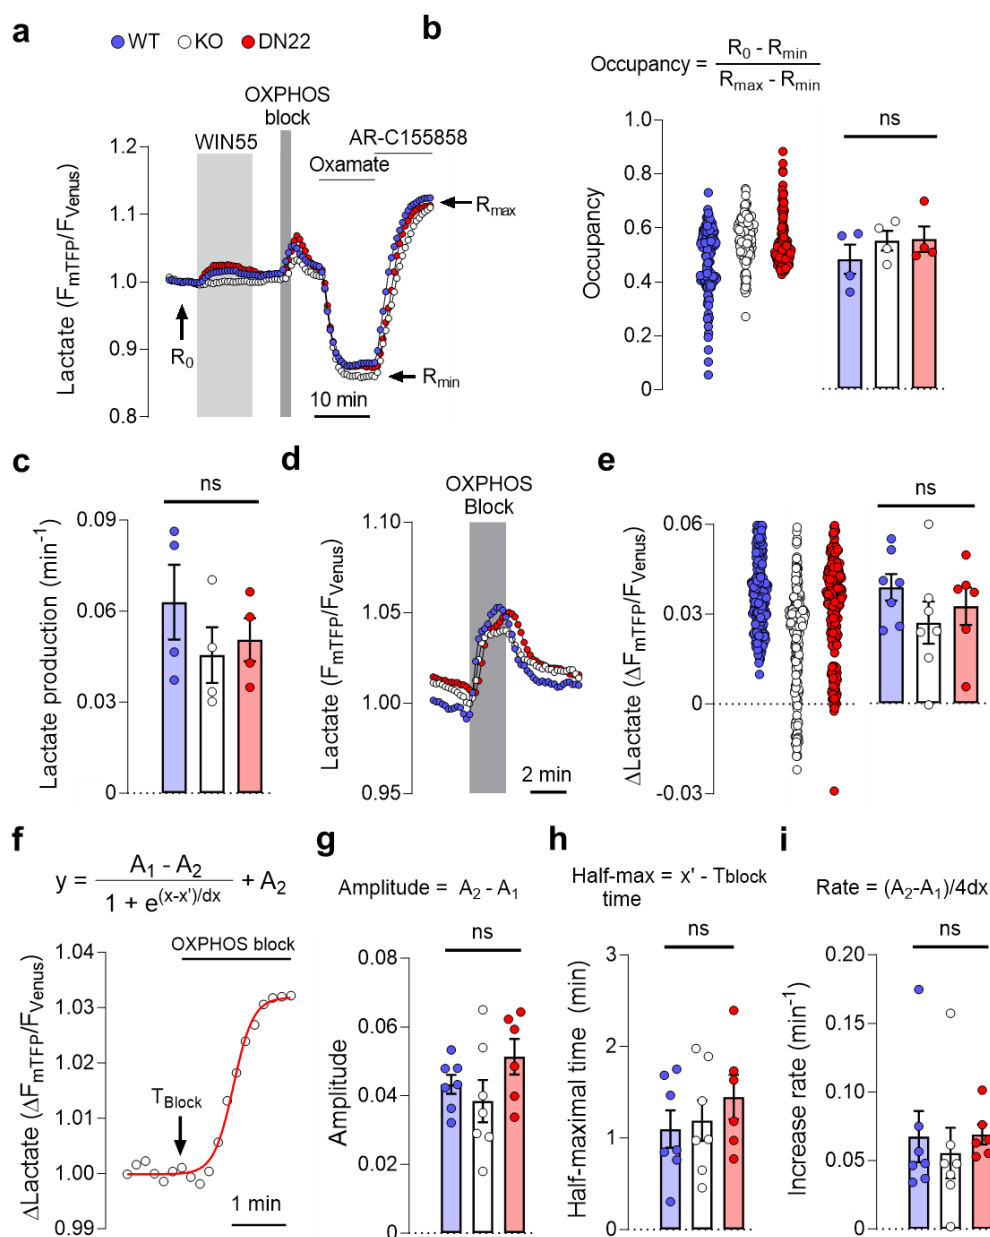 a
WT KO DN22
OXPHOS
block
WIN55
AR-C155858
Oxamate
Lactate (FmTFP/FVenus)
1.2
1.1
1.0
0.9
0.8
R0
Rmax
Rmin
10 min
b
Occupancy = R0 - Rmin
Rmax - Rmin
Occupancy
1.0
0.8
0.6
0.4
0.2
0
ns
c
Lactate production (min-1)
0.09
0.06
0.03
0
ns
d
OXPHOS
Block
Lactate (FmTFP/FVenus)
1.10
1.05
1.00
0.95
2 min
e
ΔLactate (ΔFmTFP/FVenus)
0.06
0.03
0
-0.03
ns
f
y = A1 - A2
1 + e(x-x')/dx
+ A2
OXPHOS block
ΔLactate (ΔFmTFP/FVenus)
1.04
1.03
1.02
1.01
1.00
0.99
TBlock
1 min
g
Amplitude = A2 - A1
Amplitude
0.08
0.06
0.04
0.02
0
ns
h
Half-max = x' - Tblock
time
Half-maximal time (min)
3
2
1
0
ns
i
Rate = (A2-A1)/4dx
Increase rate (min-1)
0.20
0.15
0.10
0.05
0
ns